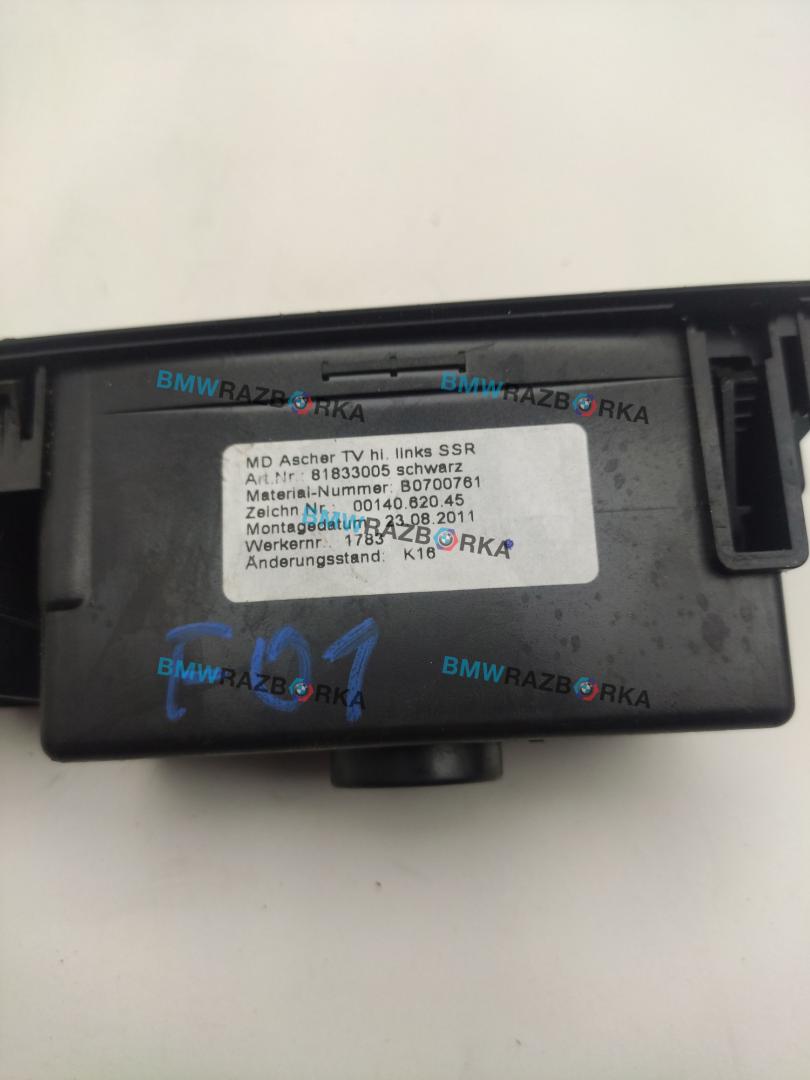 BMWRAZBORKA BMWRAZBORKA
MD Ascher TV hi. links SSR
Art.Nr.: 81833005 schwarz
Material-Nummer: B0700761
Zeichn.Nr.: 00140.620.45
Montagedatum: 23.08.2011
BMWRAZBORKA
Werkernr.: 1783
Änderungsstand: K16
F01
BMWRAZBORKA BMWRAZBORKA